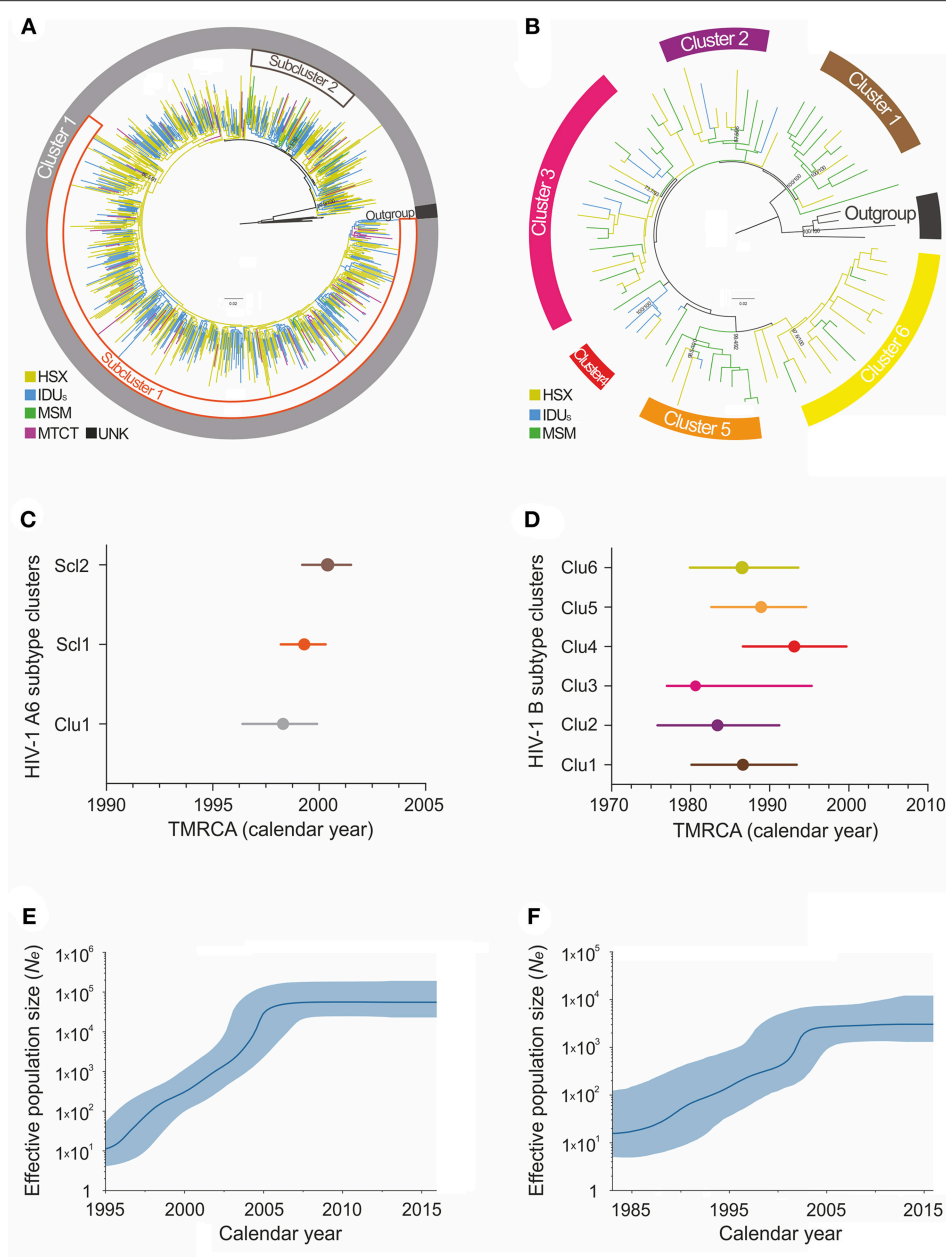 A
Subcluster 2
Cluster 1
Outgroup
0.02
Subcluster 1
HSX
IDUs
MSM
MTCT UNK
B
Cluster 2
Cluster 1
Cluster 3
Outgroup
100/100
0.02
Cluster 6
Cluster4
Cluster 5
HSX
IDUs
MSM
C
HIV-1 A6 subtype clusters
Scl2
Scl1
Clu1
1990 1995 2000 2005
TMRCA (calendar year)
D
HIV-1 B subtype clusters
Clu6
Clu5
Clu4
Clu3
Clu2
Clu1
1970 1980 1990 2000 2010
TMRCA (calendar year)
E
Effective population size (Ne)
1×10⁶
1×10⁵
1×10⁴
1×10³
1×10²
1×10¹
1
1995 2000 2005 2010 2015
Calendar year
F
Effective population size (Ne)
1×10⁵
1×10⁴
1×10³
1×10²
1×10¹
1
1985 1995 2005 2015
Calendar year